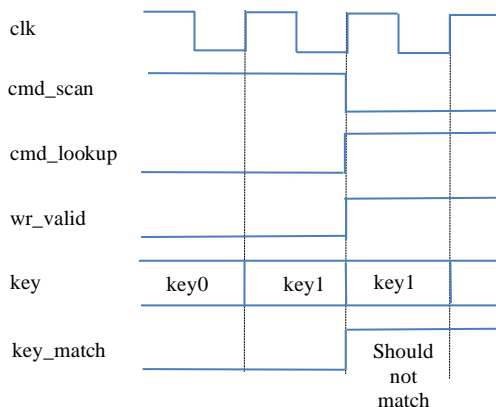 clk
cmd_scan
cmd_lookup
wr_valid
key
key0
key1
key1
key_match
Should
not
match